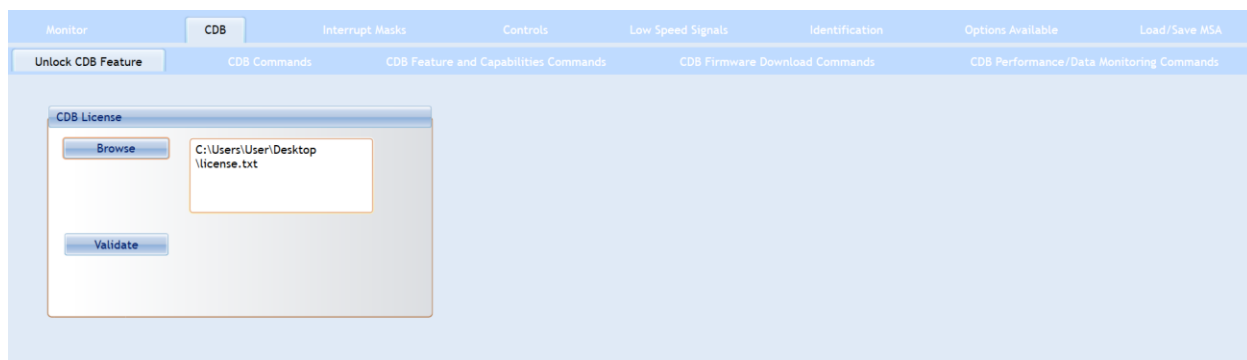 Monitor CDB Interrupt Masks Controls Low Speed Signals Identification Options Available Load/Save MSA
Unlock CDB Feature CDB Commands CDB Feature and Capabilities Commands CDB Firmware Download Commands CDB Performance/Data Monitoring Commands
CDB License
Browse
C:\Users\User\Desktop
\license.txt
Validate